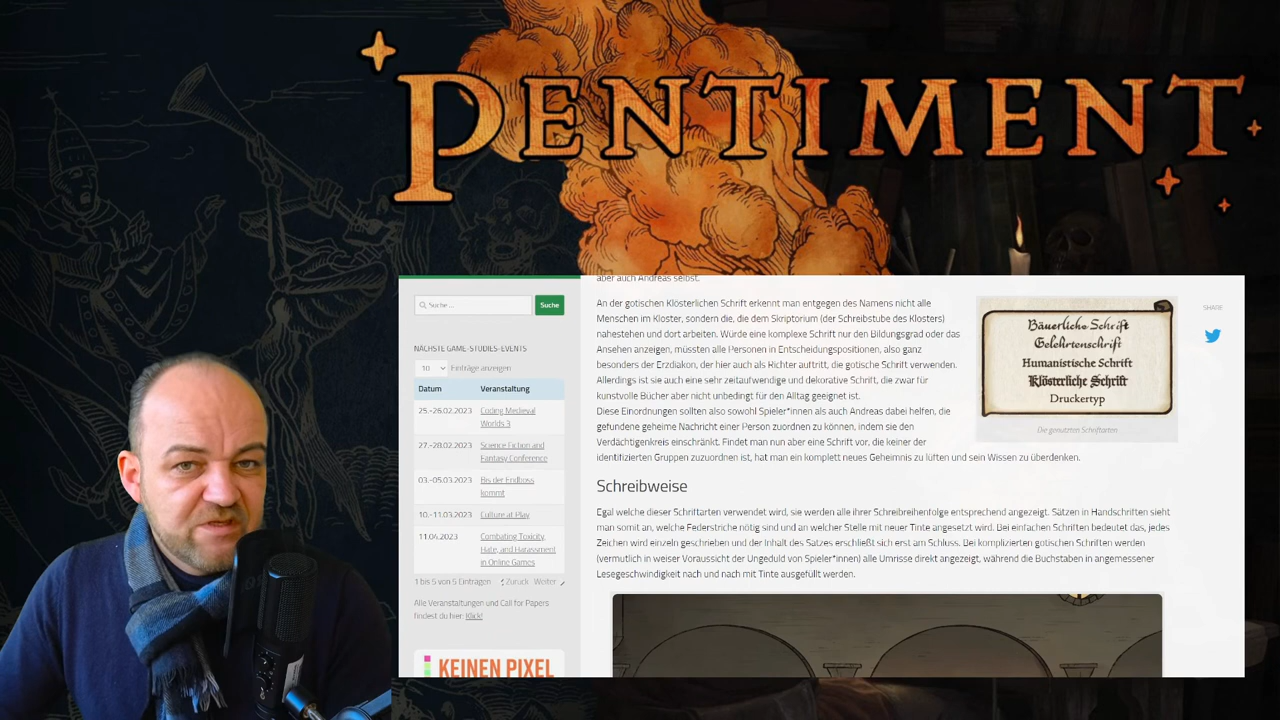 PENTIMENT
Suche ...
Suche
NÄCHSTE GAME-STUDIES-EVENTS
10 Einträge anzeigen
Datum Veranstaltung
25.-26.02.2023 Coding Medieval
Worlds 3
27.-28.02.2023 Science Fiction and
Fantasy Conference
03.-05.03.2023 Bis der Endboss
kommt
10.-11.03.2023 Culture at Play
11.04.2023 Combating Toxicity,
Hate, and Harassment
in Online Games
1 bis 5 von 5 Einträgen Zurück Weiter
Alle Veranstaltungen und Call for Papers
findest du hier: Klick!
KEINEN PIXEL
aber auch Andreas selbst.
An der gotischen Klösterlichen Schrift erkennt man entgegen des Namens nicht alle
Menschen im Kloster, sondern die, die dem Skriptorium (der Schreibstube des Klosters)
nahestehen und dort arbeiten. Würde eine komplexe Schrift nur den Bildungsgrad oder das
Ansehen anzeigen, müssten alle Personen in Entscheidungspositionen, also ganz
besonders der Erzdiakon, der hier auch als Richter auftritt, die gotische Schrift verwenden.
Allerdings ist sie auch eine sehr zeitaufwendige und dekorative Schrift, die zwar für
kunstvolle Bücher aber nicht unbedingt für den Alltag geeignet ist.
Diese Einordnungen sollten also sowohl Spieler*innen als auch Andreas dabei helfen, die
gefundene geheime Nachricht einer Person zuordnen zu können, indem sie den
Verdächtigenkreis einschränkt. Findet man nun aber eine Schrift vor, die keiner der
identifizierten Gruppen zuzuordnen ist, hat man ein komplett neues Geheimnis zu lüften und sein Wissen zu überdenken.
Bäuerliche Schrift
Gelehrtenschrift
Humanistische Schrift
Klösterliche Schrift
Druckertyp
Die genutzten Schriftarten
SHARE
Schreibweise
Egal welche dieser Schriftarten verwendet wird, sie werden alle ihrer Schreibreihenfolge entsprechend angezeigt. Sätzen in Handschriften sieht
man somit an, welche Federstriche nötig sind und an welcher Stelle mit neuer Tinte angesetzt wird. Bei einfachen Schriften bedeutet das, jedes
Zeichen wird einzeln geschrieben und der Inhalt des Satzes erschließt sich erst am Schluss. Bei komplizierten gotischen Schriften werden
(vermutlich in weiser Voraussicht der Ungeduld von Spieler*innen) alle Umrisse direkt angezeigt, während die Buchstaben in angemessener
Lesegeschwindigkeit nach und nach mit Tinte ausgefüllt werden.